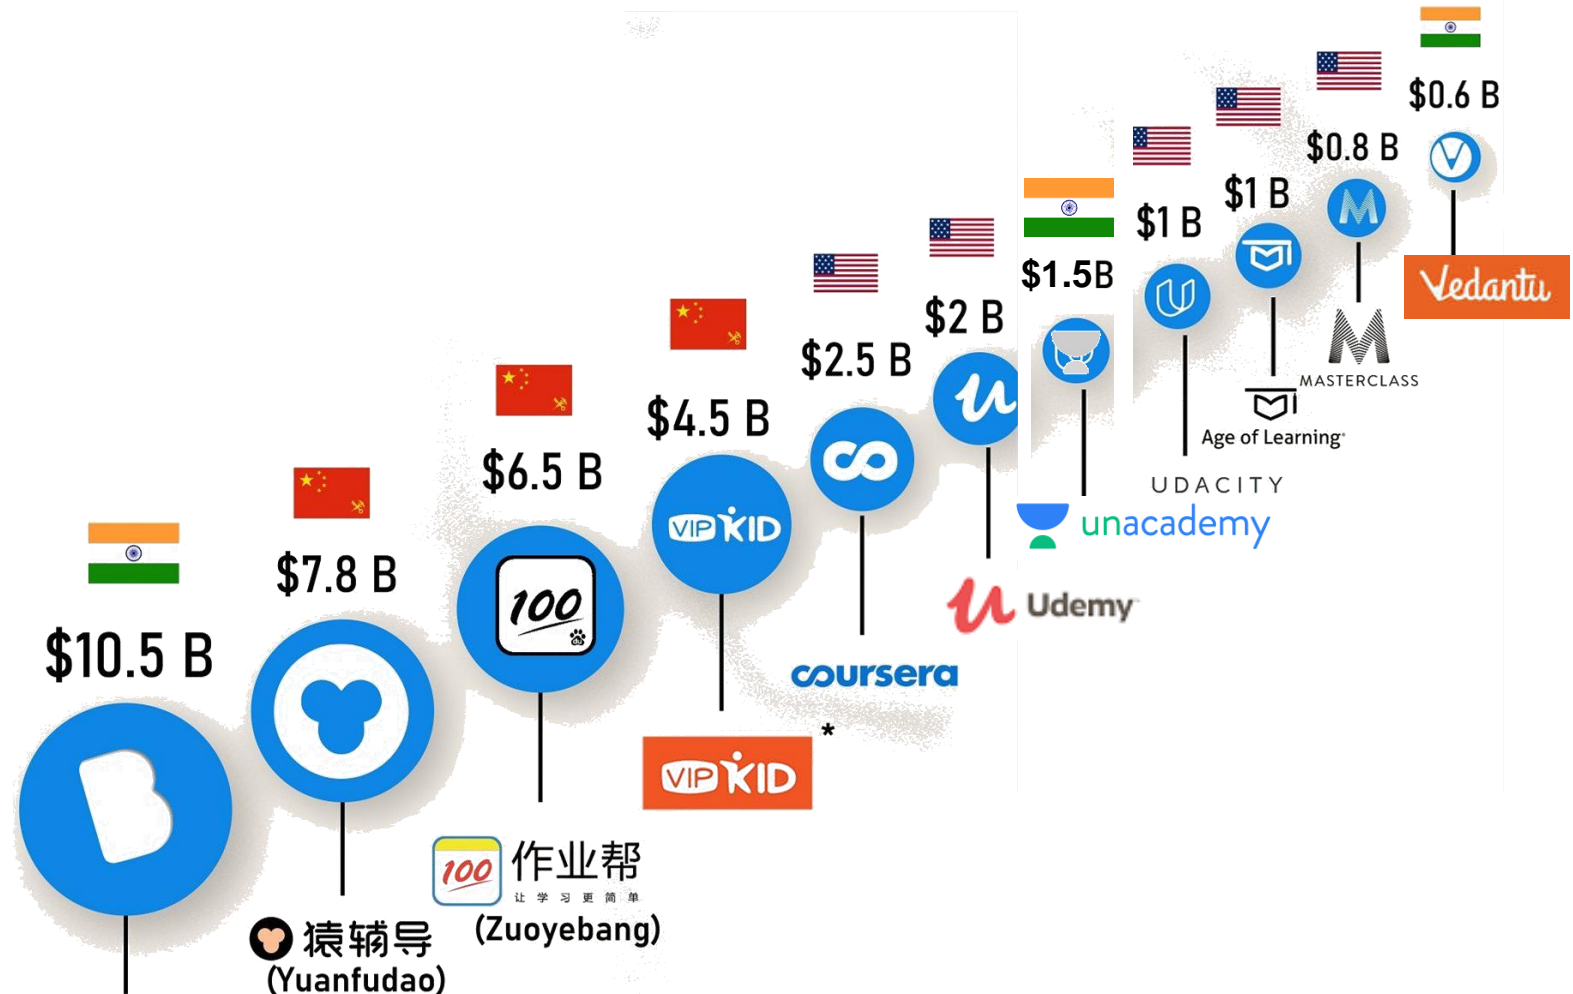 $10.5 B
$7.8 B
猿辅导
(Yuanfudao)
$6.5 B
100
100
作业帮
让学习更简单
(Zuoyebang)
$4.5 B
VIPKID
VIPKID
*
$2.5 B
coursera
$2 B
Udemy
$1.5B
unacademy
$1 B
UDACITY
$1 B
Age of Learning
$0.8 B
M
MASTERCLASS
$0.6 B
Vedantu